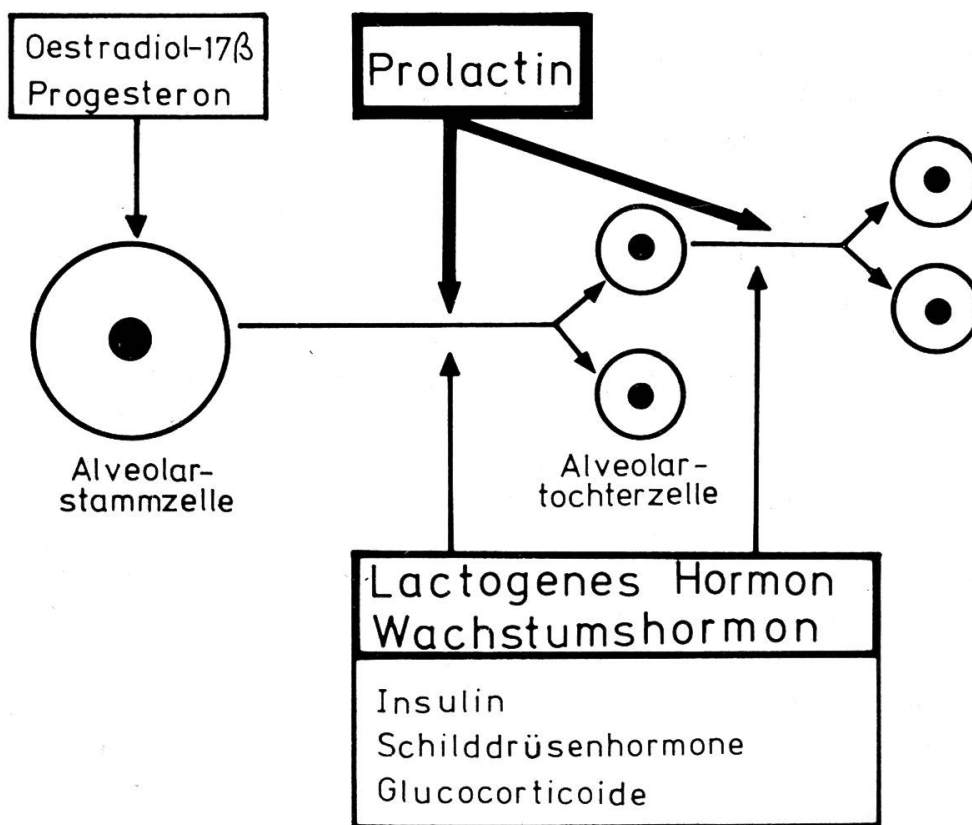 Oestradiol-17β
Progesteron
Prolactin
Alveolar-
stammzelle
Alveolar-
tochterzelle
Lactogenes Hormon
Wachstumshormon
Insulin
Schilddrüsenhormone
Glucocorticoide